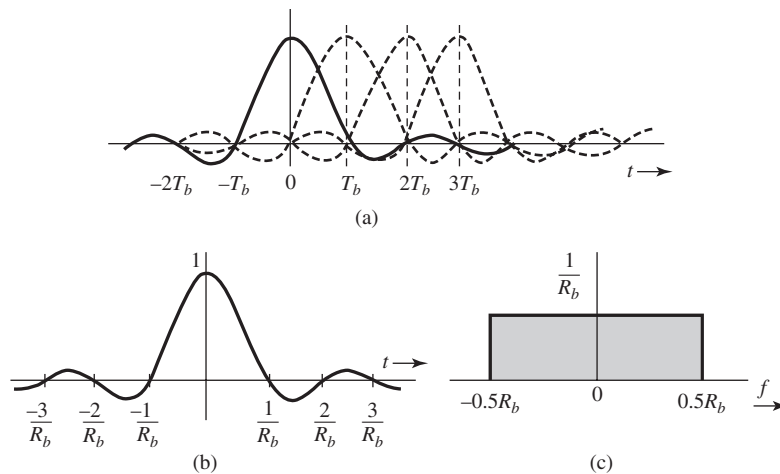 −2T_b −T_b 0 T_b 2T_b 3T_b t
(a)
1
t
−3/R_b −2/R_b −1/R_b 1/R_b 2/R_b 3/R_b
(b)
1/R_b
−0.5R_b 0 0.5R_b f
(c)